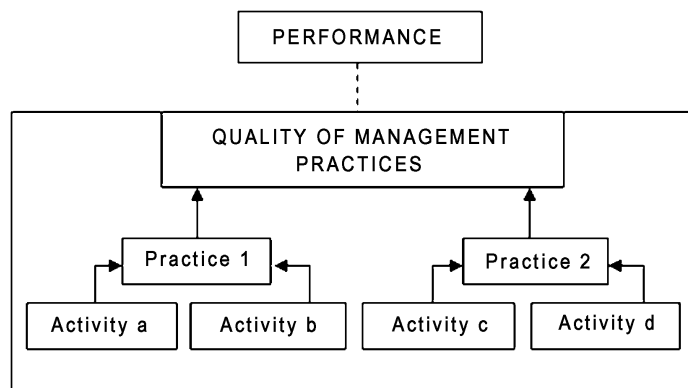 PERFORMANCE
QUALITY OF MANAGEMENT
PRACTICES
Practice 1
Practice 2
Activity a
Activity b
Activity c
Activity d